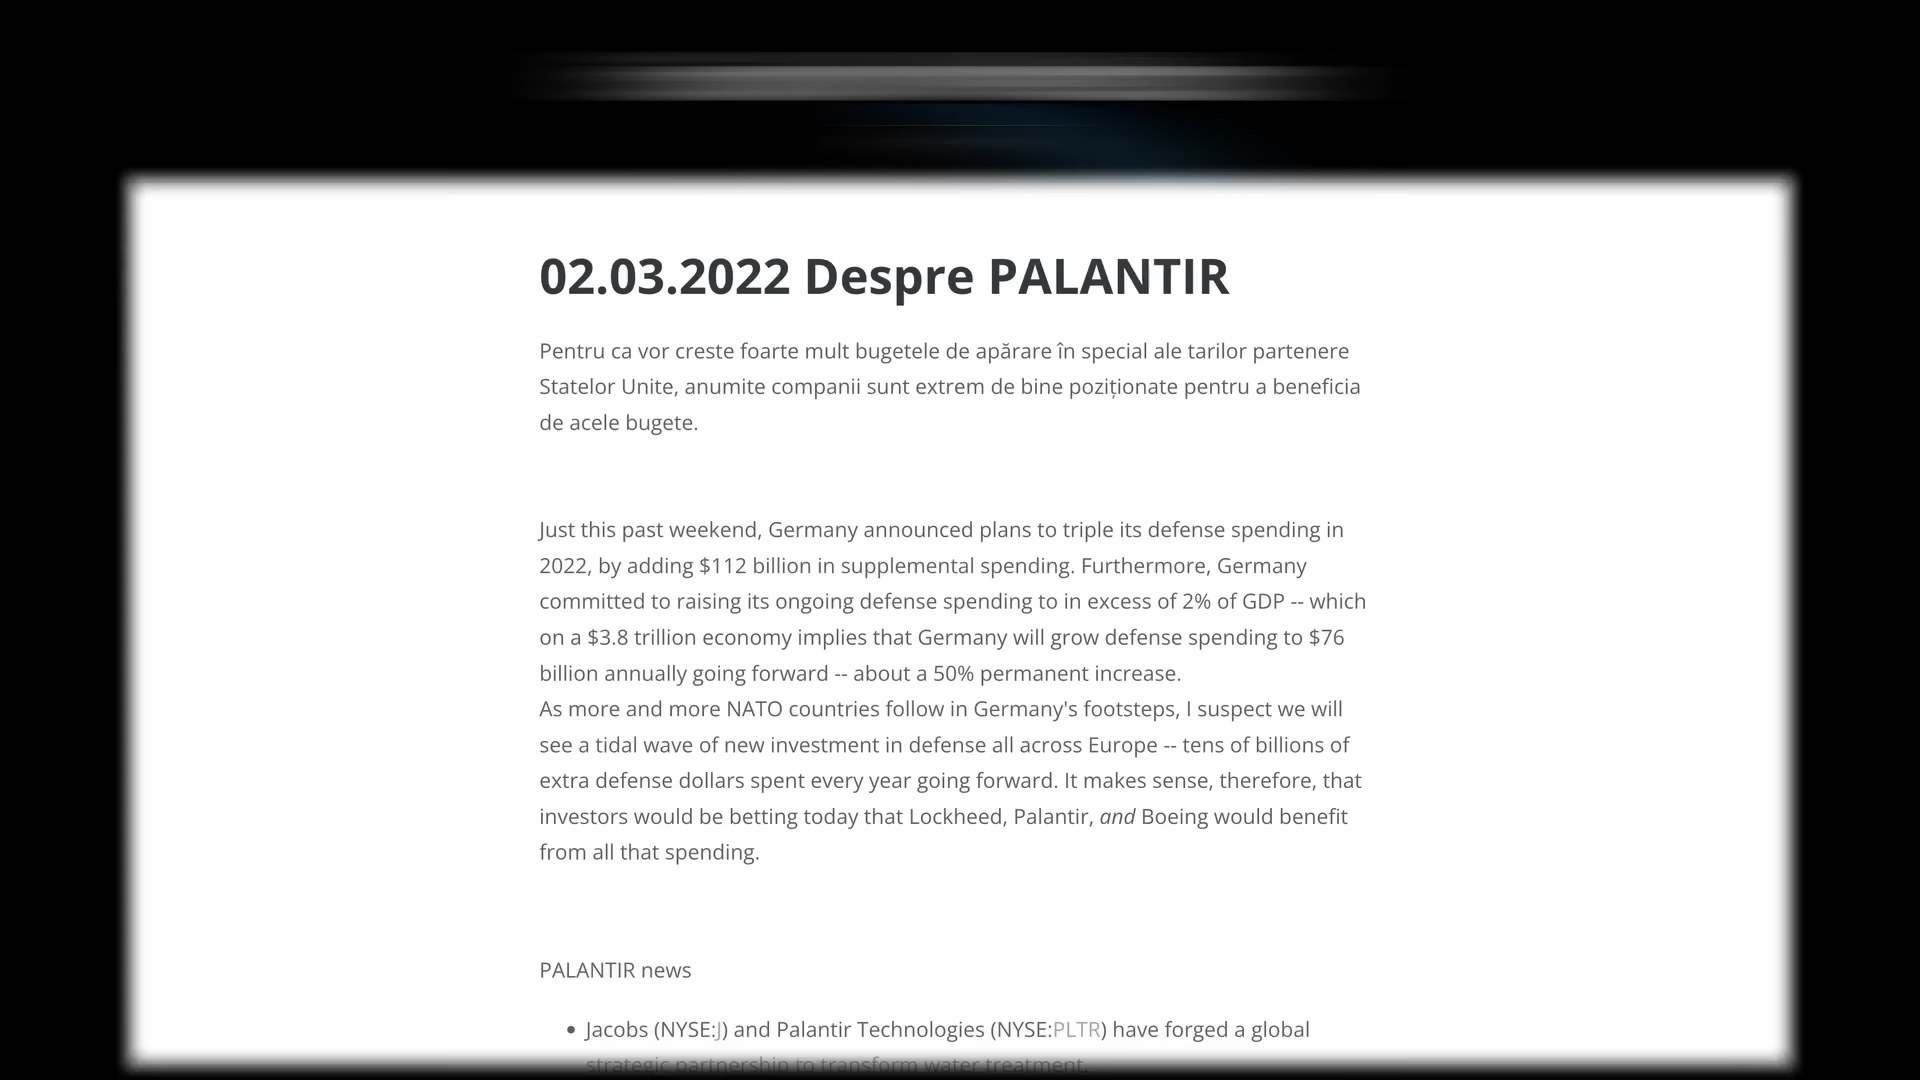 02.03.2022 Despre PALANTIR
Pentru ca vor creste foarte mult bugetele de apărare în special ale tarilor partenere
Statelor Unite, anumite companii sunt extrem de bine poziționate pentru a beneficia
de acele bugete.
Just this past weekend, Germany announced plans to triple its defense spending in
2022, by adding $112 billion in supplemental spending. Furthermore, Germany
committed to raising its ongoing defense spending to in excess of 2% of GDP -- which
on a $3.8 trillion economy implies that Germany will grow defense spending to $76
billion annually going forward -- about a 50% permanent increase.
As more and more NATO countries follow in Germany's footsteps, I suspect we will
see a tidal wave of new investment in defense all across Europe -- tens of billions of
extra defense dollars spent every year going forward. It makes sense, therefore, that
investors would be betting today that Lockheed, Palantir, and Boeing would benefit
from all that spending.
PALANTIR news
• Jacobs (NYSE:J) and Palantir Technologies (NYSE:PLTR) have forged a global
strategic partnership to transform water treatment,